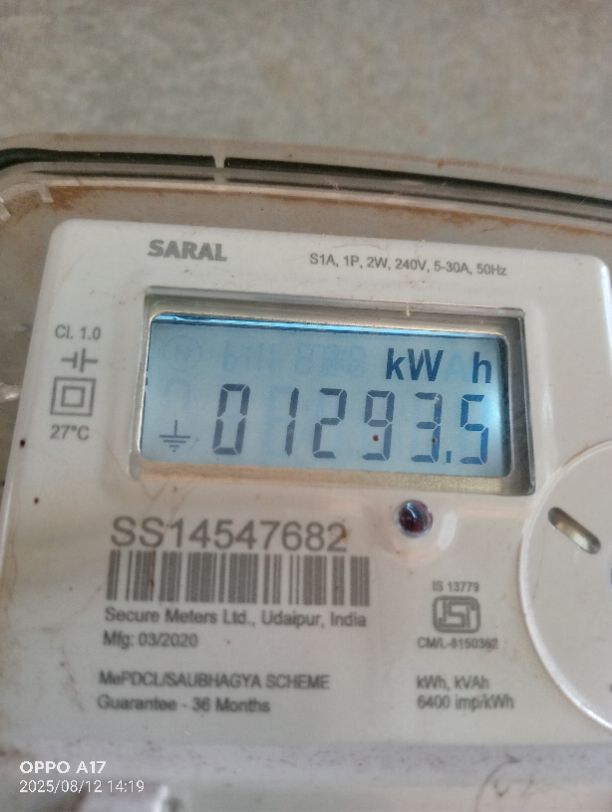 SARAL
S1A, 1P, 2W, 240V, 5-30A, 50Hz
Cl. 1.0
27°C
kW h
01293.5
SS14547682
Secure Meters Ltd., Udaipur, India
Mfg: 03/2020
MePDCL/SAUBHAGYA SCHEME
Guarantee - 36 Months
IS 13779
ISI
CM/L-8150362
kWh, kVAh
6400 imp/kWh
OPPO A17
2025/08/12 14:19